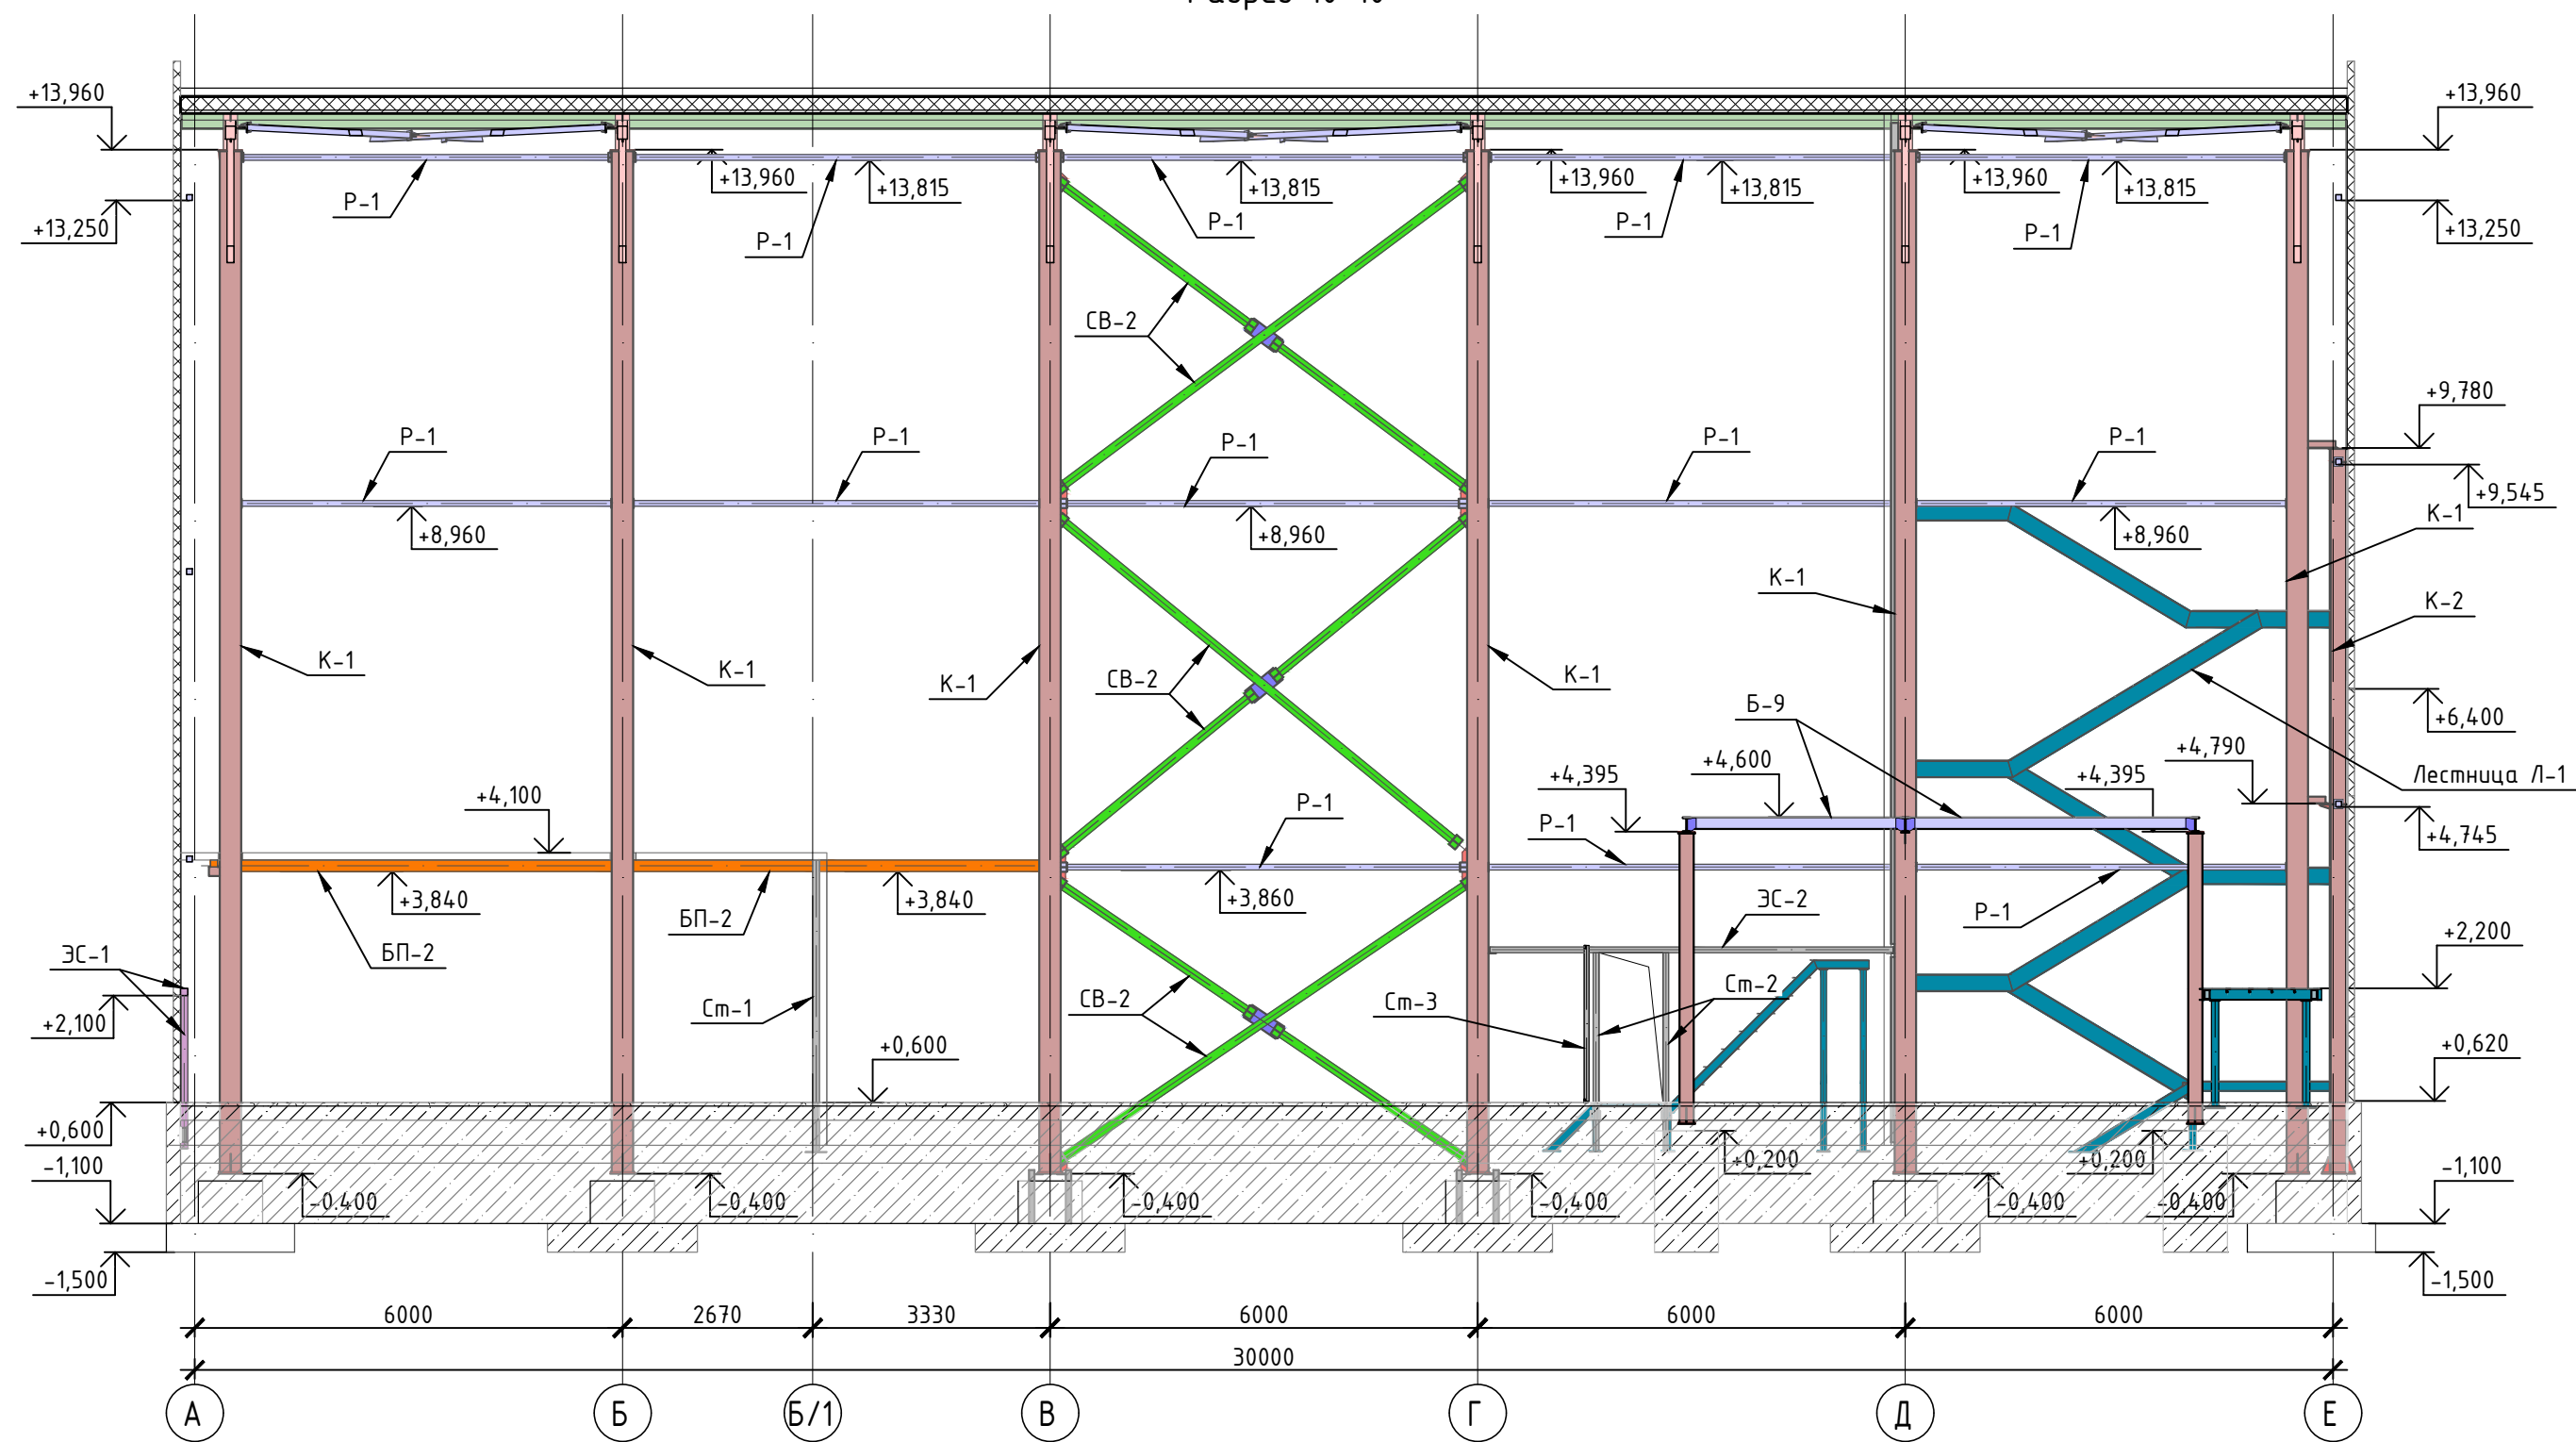 +13,960
+13,960
+13,960
+13,815
+13,815
+13,960
+13,815
+13,960
+13,815
Р-1
+13,250
Р-1
Р-1
Р-1
Р-1
+13,250
СВ-2
+9,780
Р-1
Р-1
Р-1
Р-1
Р-1
+9,545
+8,960
+8,960
+8,960
К-1
К-1
К-2
К-1
К-1
К-1
СВ-2
К-1
Б-9
+6,400
+4,790
+4,600
+4,395
+4,395
Лестница Л-1
+4,100
Р-1
Р-1
+4,745
+3,840
+3,840
+3,860
БП-2
БП-2
ЭС-2
Р-1
ЭС-1
+2,200
Ст-1
СВ-2
Ст-3
Ст-2
+2,100
+0,600
+0,620
+0,600
-1,100
+0,200
+0,200
-1,100
-0.400
-0,400
-0,400
-0,400
-0,400
-0,400
-1,500
-1,500
6000
2670
3330
6000
6000
6000
30000
А
Б
Б/1
В
Г
Д
Е